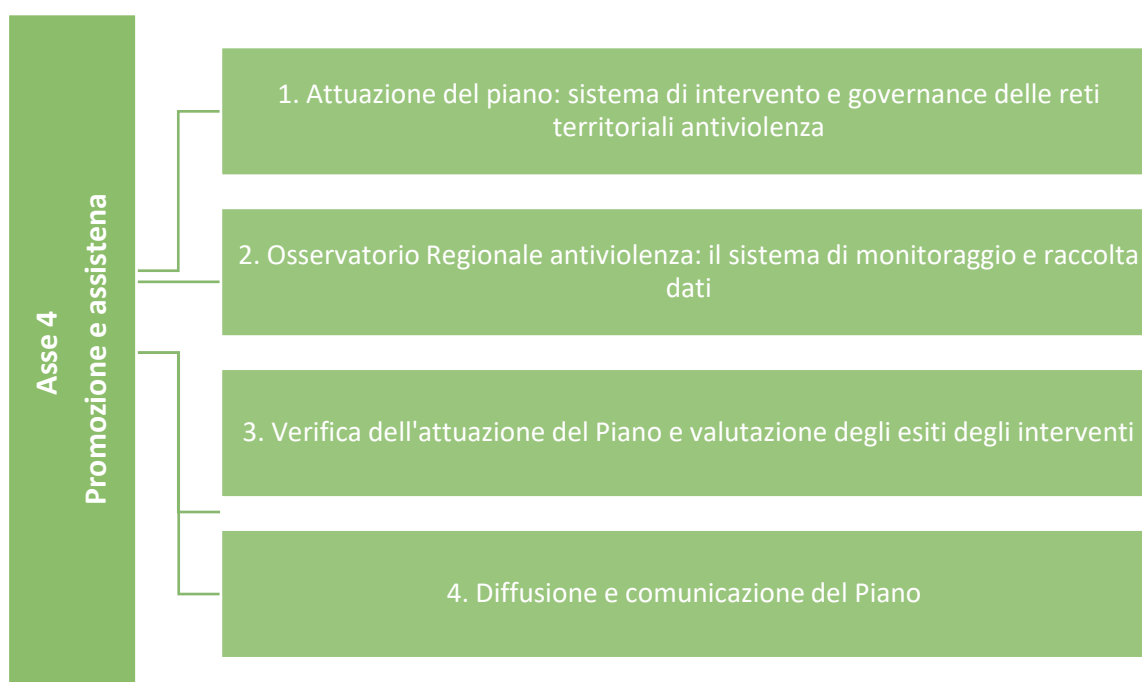 Asse 4
Promozione e assistena
1. Attuazione del piano: sistema di intervento e governance delle reti
territoriali antiviolenza
2. Osservatorio Regionale antiviolenza: il sistema di monitoraggio e raccolta
dati
3. Verifica dell'attuazione del Piano e valutazione degli esiti degli interventi
4. Diffusione e comunicazione del Piano